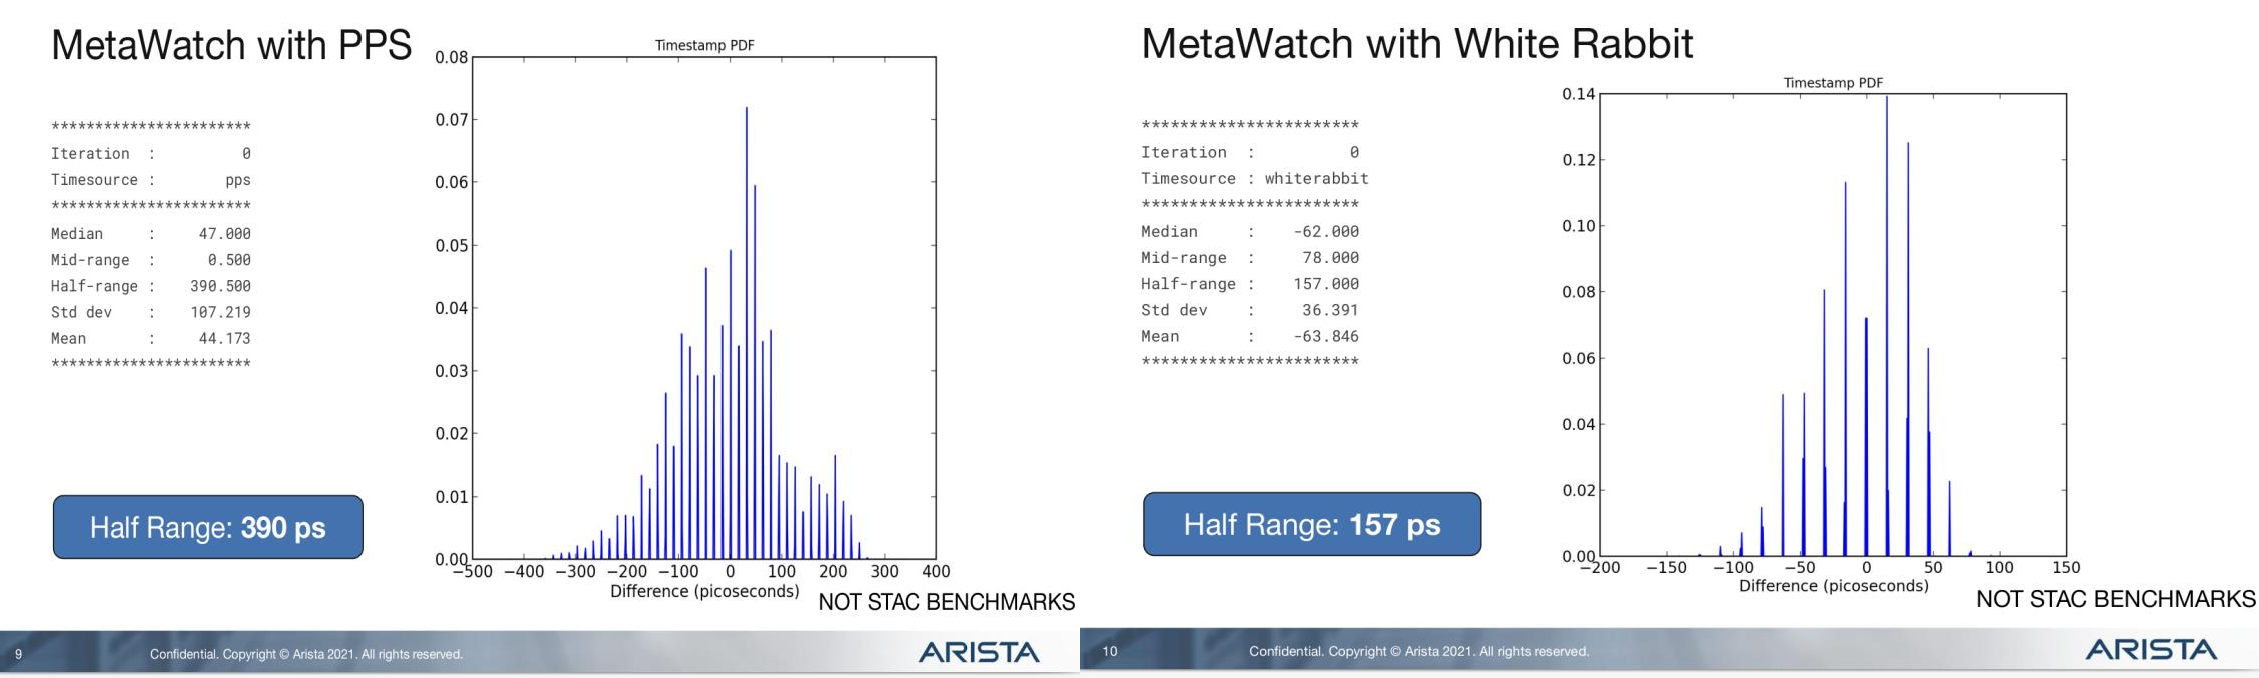 MetaWatch with PPS
***********************
Iteration  :          0
Timesource :        pps
***********************
Median     :     47.000
Mid-range  :      0.500
Half-range :    390.500
Std dev    :    107.219
Mean       :     44.173
***********************
Half Range: 390 ps
Timestamp PDF
0.08
0.07
0.06
0.05
0.04
0.03
0.02
0.01
0.00
−500 −400 −300 −200 −100 0 100 200 300 400
Difference (picoseconds)
NOT STAC BENCHMARKS
9
Confidential. Copyright © Arista 2021. All rights reserved.
ARISTA
MetaWatch with White Rabbit
***********************
Iteration  :          0
Timesource : whiterabbit
***********************
Median     :    -62.000
Mid-range  :     78.000
Half-range :    157.000
Std dev    :     36.391
Mean       :    -63.846
***********************
Half Range: 157 ps
Timestamp PDF
0.14
0.12
0.10
0.08
0.06
0.04
0.02
0.00
−200 −150 −100 −50 0 50 100 150
Difference (picoseconds)
NOT STAC BENCHMARKS
10
Confidential. Copyright © Arista 2021. All rights reserved.
ARISTA